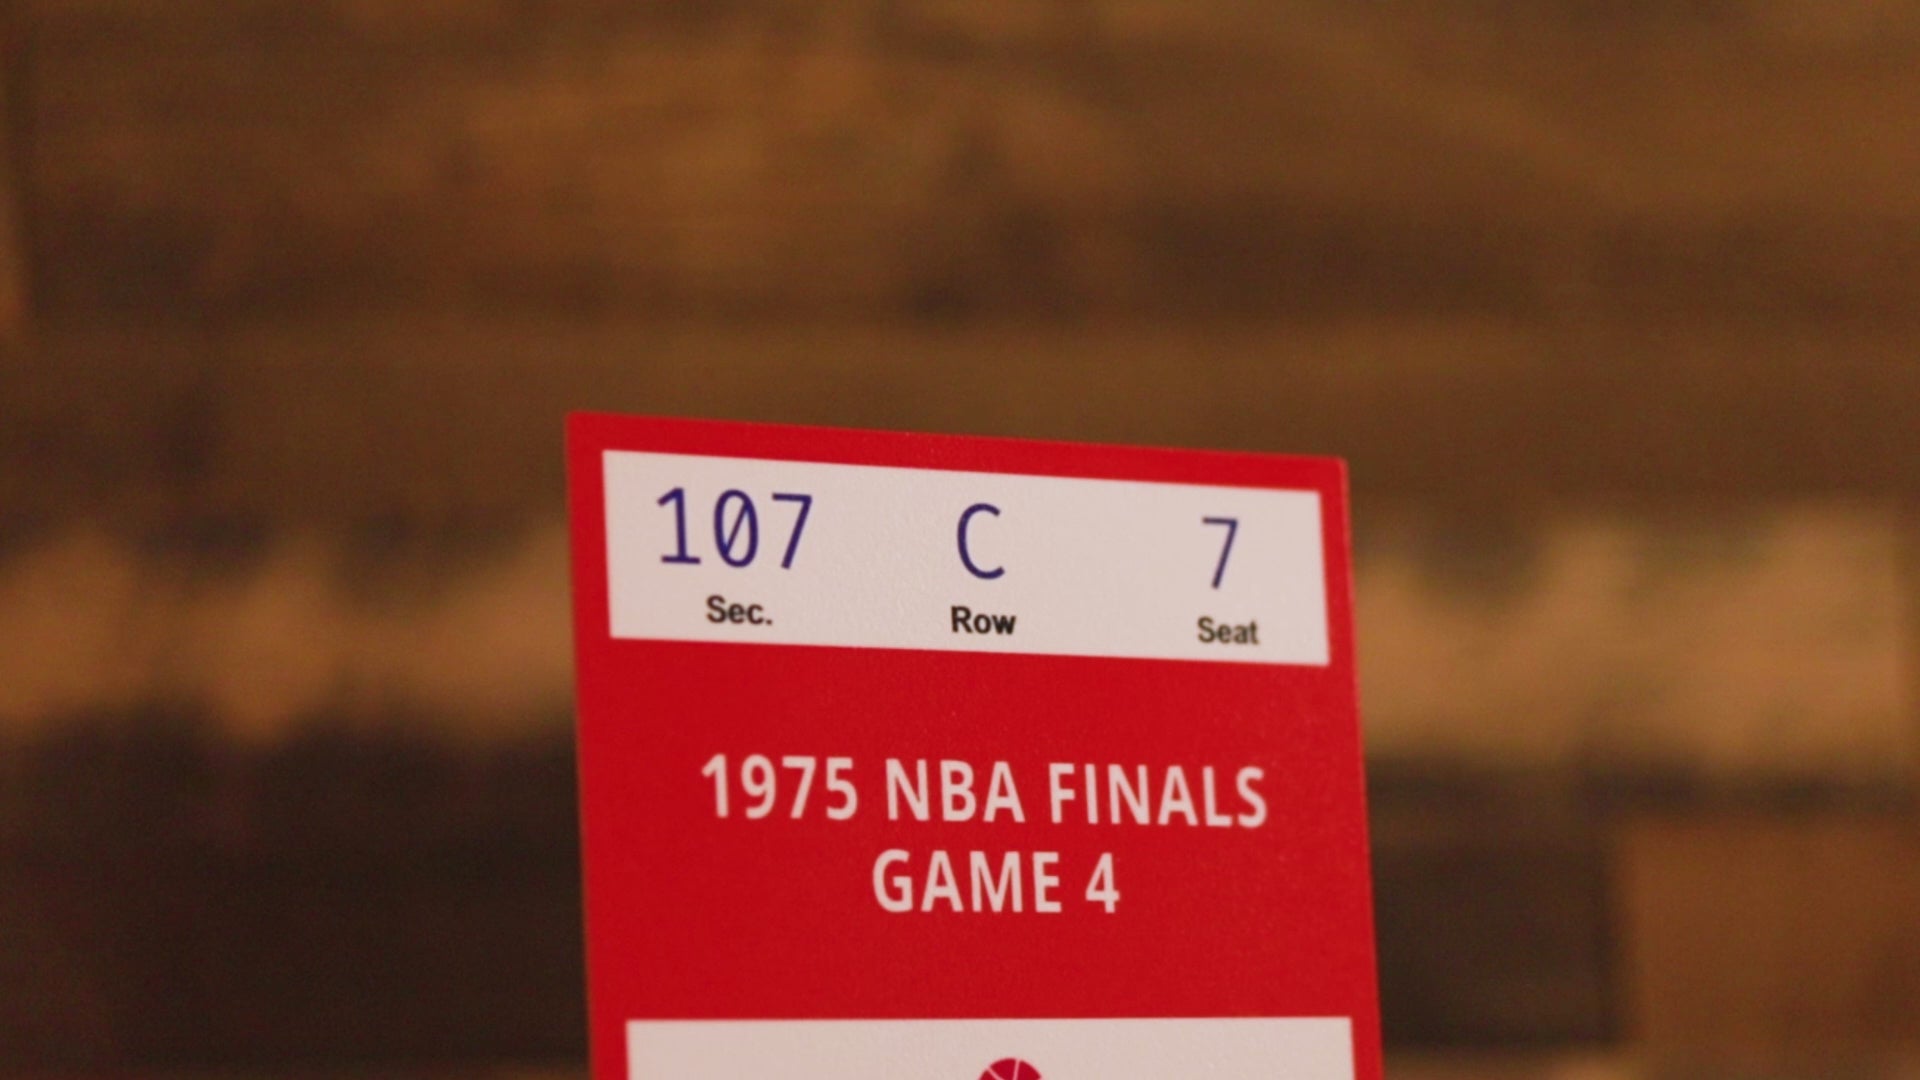 107 C 7
Sec. Row Seat
1975 NBA FINALS
GAME 4